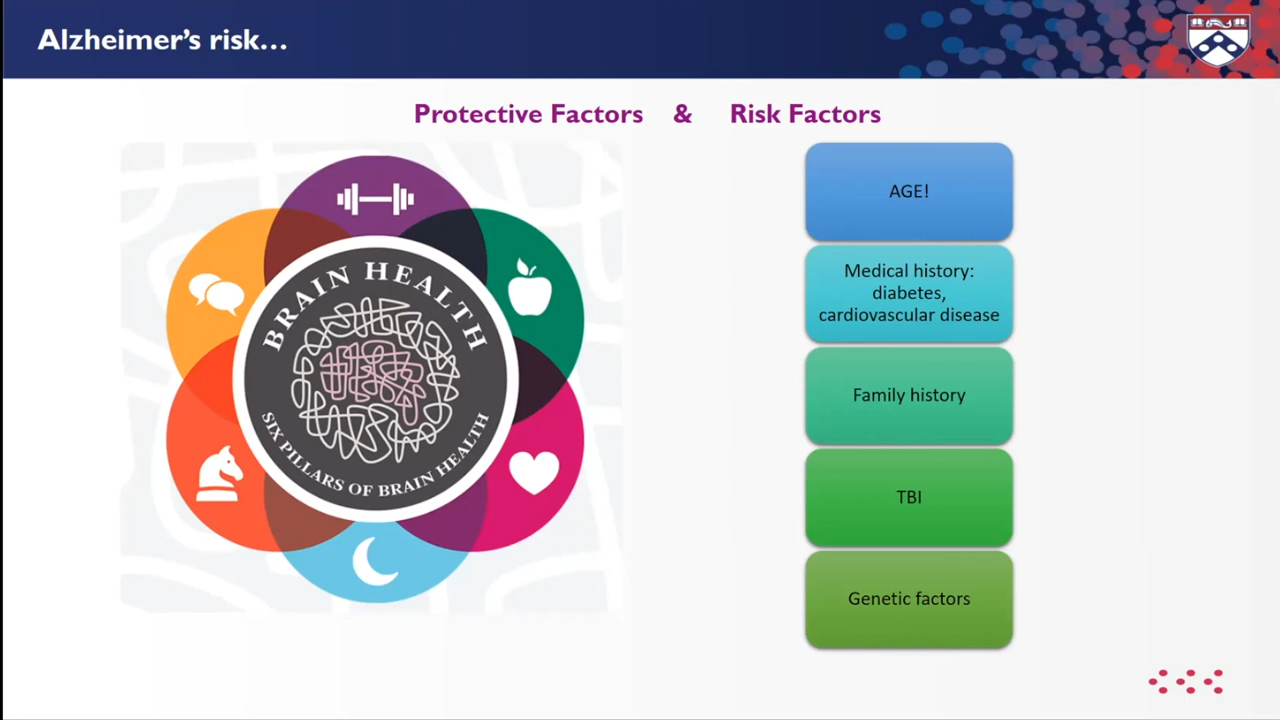 Alzheimer's risk...
Protective Factors & Risk Factors
BRAIN HEALTH
SIX PILLARS OF BRAIN HEALTH
AGE!
Medical history:
diabetes,
cardiovascular disease
Family history
TBI
Genetic factors